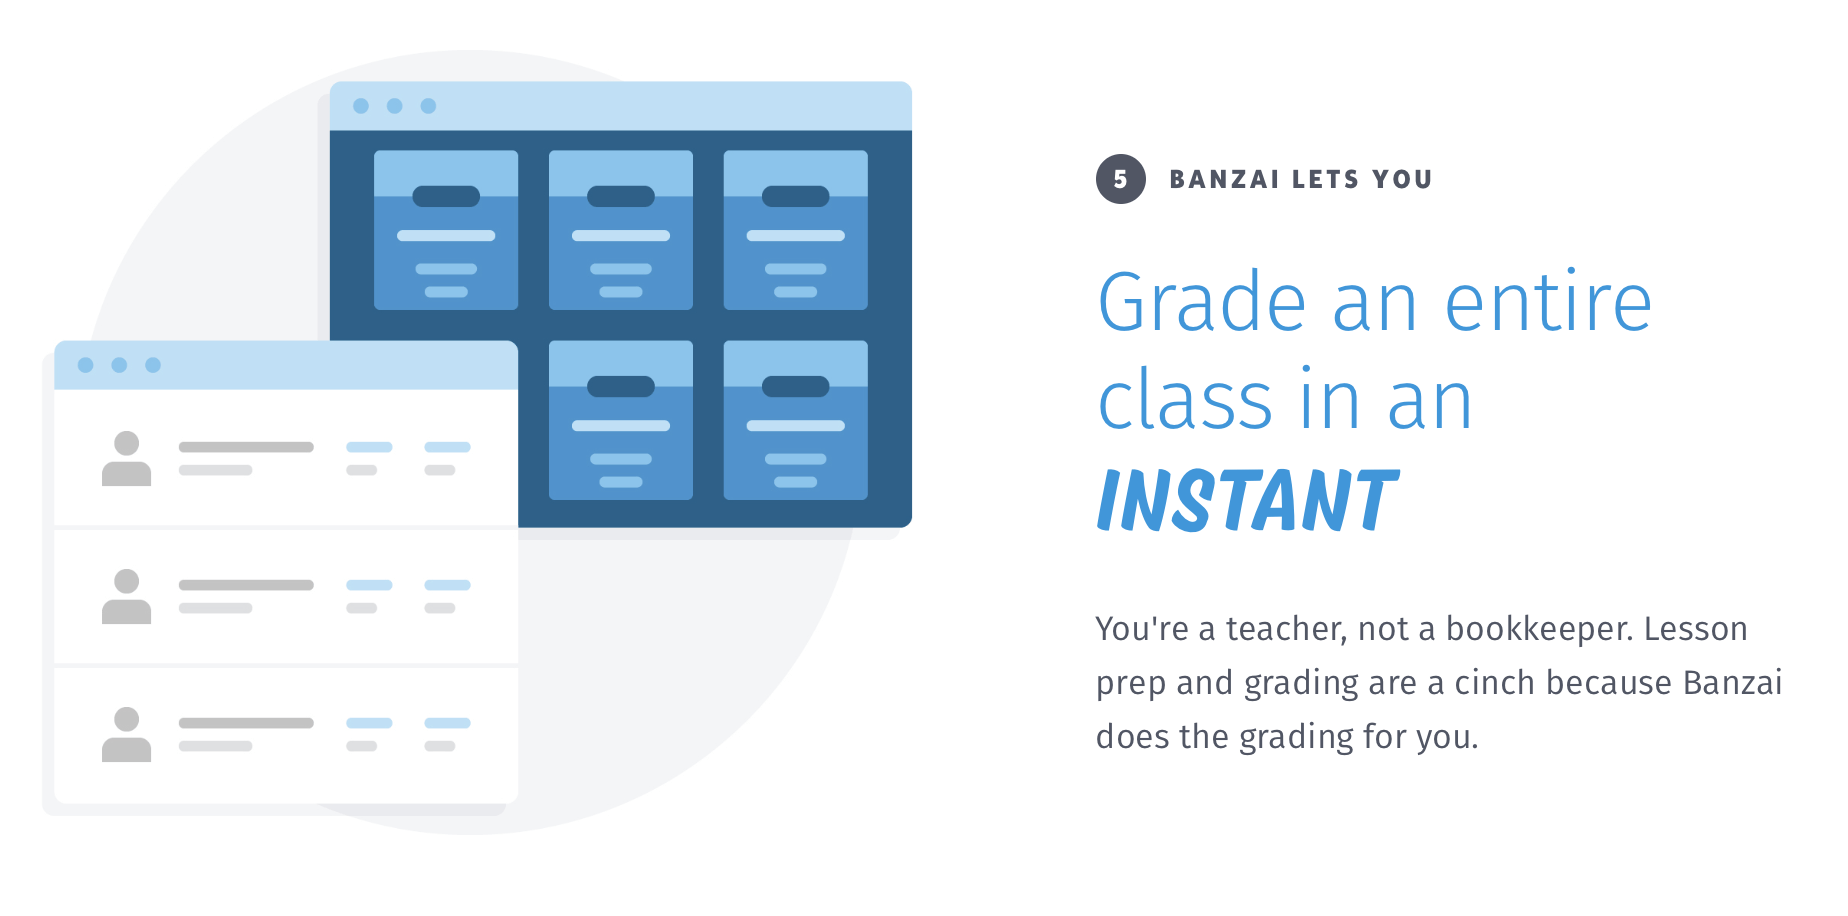 5 BANZAI LETS YOU
Grade an entire
class in an
INSTANT
You're a teacher, not a bookkeeper. Lesson
prep and grading are a cinch because Banzai
does the grading for you.